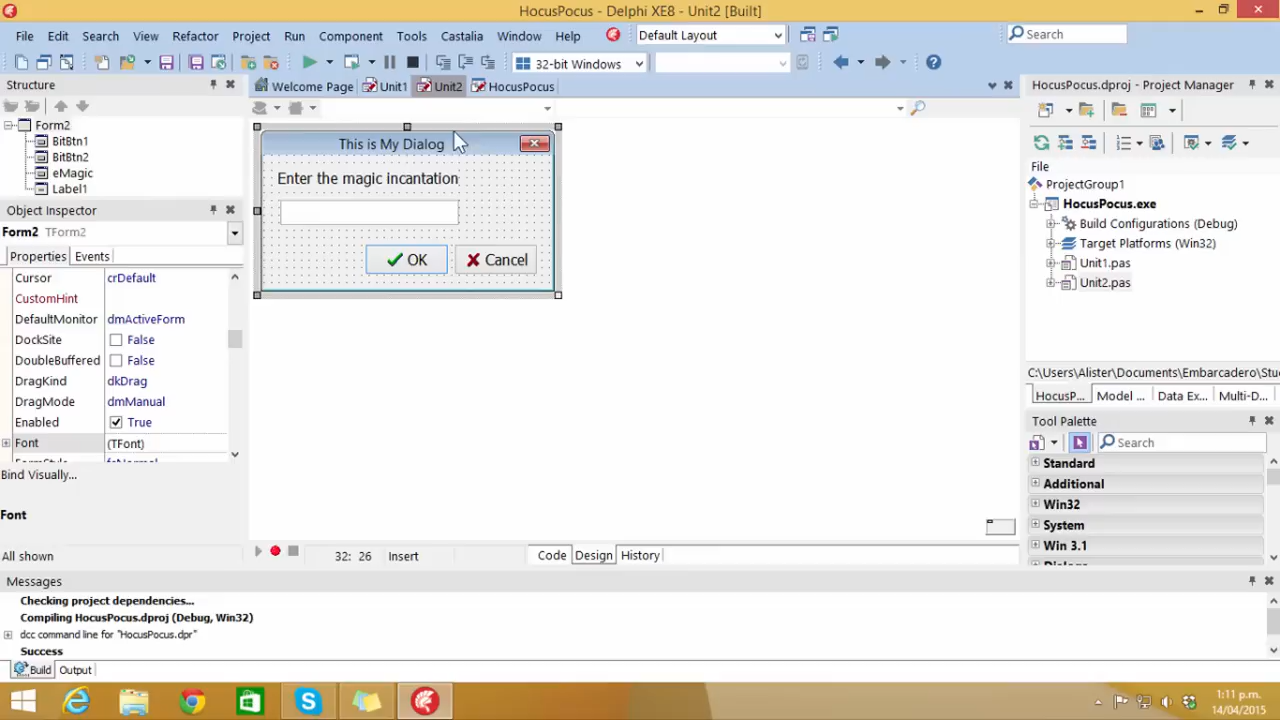 HocusPocus - Delphi XE8 - Unit2 [Built]
File Edit Search View Refactor Project Run Component Tools Castalia Window Help Default Layout Search
32-bit Windows
Structure
Form2
BitBtn1
BitBtn2
eMagic
Label1
Object Inspector
Form2 TForm2
Properties Events
Cursor crDefault
CustomHint
DefaultMonitor dmActiveForm
DockSite False
DoubleBuffered False
DragKind dkDrag
DragMode dmManual
Enabled True
Font (TFont)
Bind Visually...
Font
All shown
Welcome Page Unit1 Unit2 HocusPocus
This is My Dialog
Enter the magic incantation
OK Cancel
32: 26 Insert Code Design History
HocusPocus.dproj - Project Manager
File
ProjectGroup1
HocusPocus.exe
Build Configurations (Debug)
Target Platforms (Win32)
Unit1.pas
Unit2.pas
C:\Users\Alister\Documents\Embarcadero\Stu
HocusP... Model ... Data Ex... Multi-D...
Tool Palette
Search
Standard
Additional
Win32
System
Win 3.1
Messages
Checking project dependencies...
Compiling HocusPocus.dproj (Debug, Win32)
dcc command line for "HocusPocus.dpr"
Success
Build Output
1:11 p.m.
14/04/2015